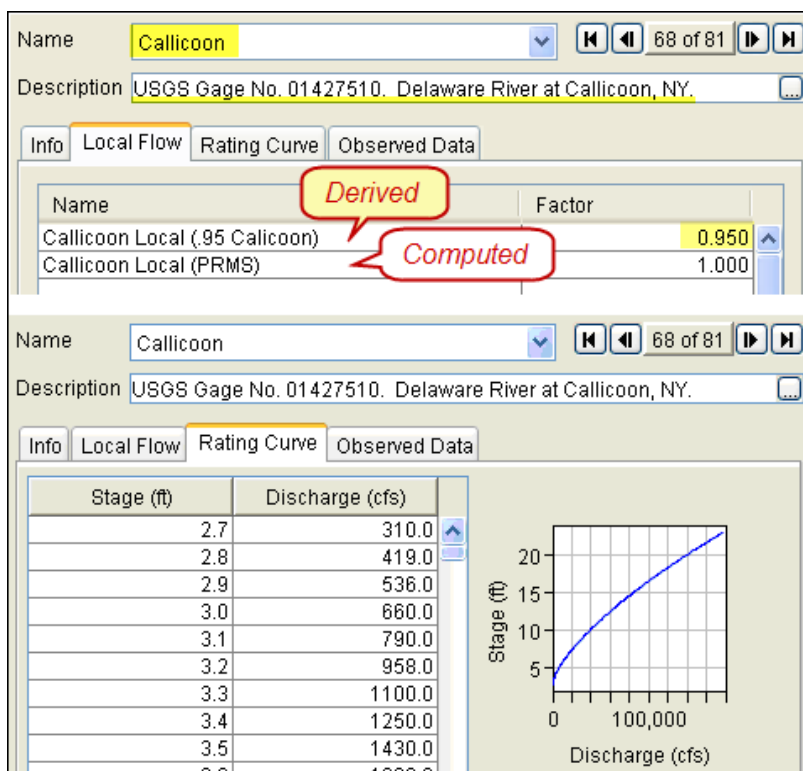 Name Callicoon 68 of 81
Description USGS Gage No. 01427510. Delaware River at Callicoon, NY. ...
Info Local Flow Rating Curve Observed Data
Derived
Name Factor
Callicoon Local (.95 Calicoon) 0.950
Computed
Callicoon Local (PRMS) 1.000
Name Callicoon 68 of 81
Description USGS Gage No. 01427510. Delaware River at Callicoon, NY. ...
Info Local Flow Rating Curve Observed Data
Stage (ft) Discharge (cfs)
2.7 310.0
2.8 419.0
2.9 536.0
3.0 660.0
3.1 790.0
3.2 958.0
3.3 1100.0
3.4 1250.0
3.5 1430.0
Stage (ft)
20
15
10
5
0 100,000
Discharge (cfs)